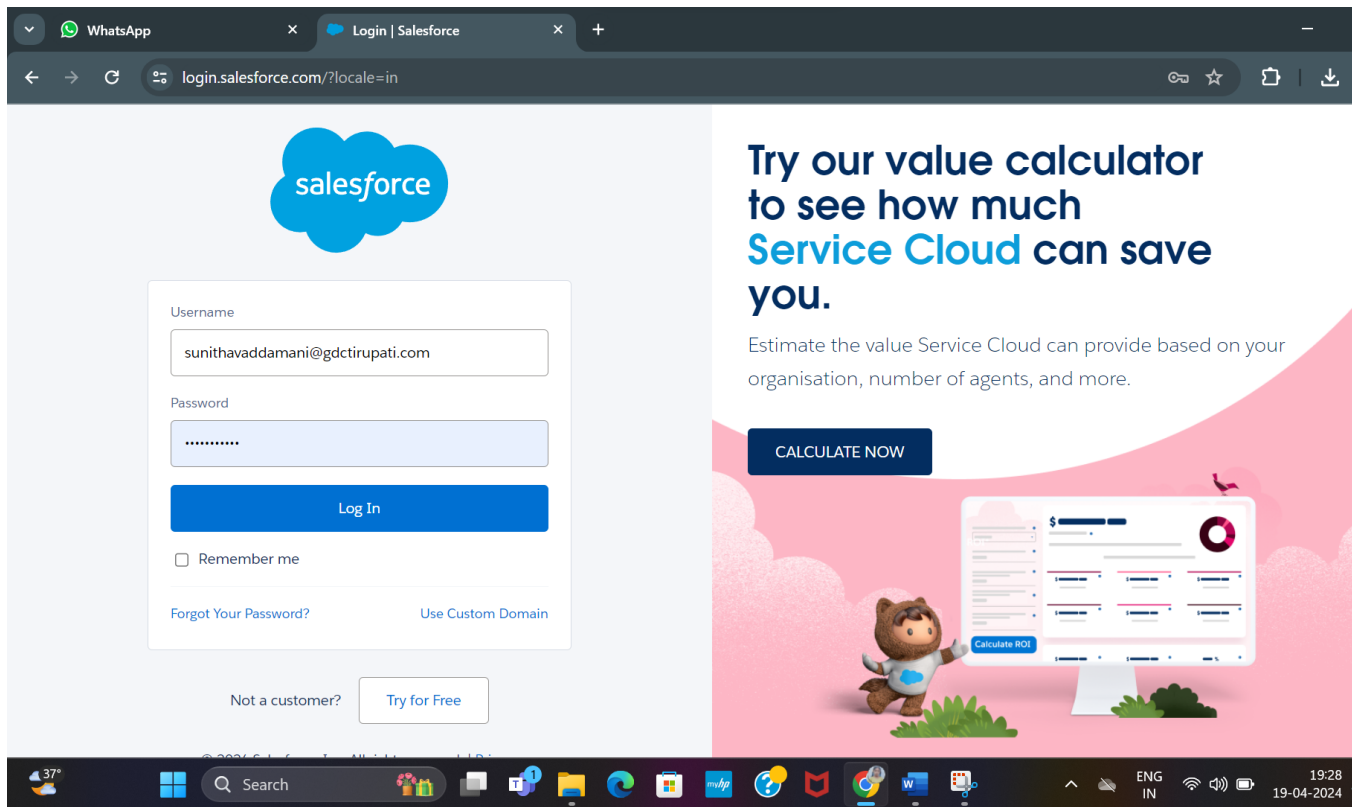 WhatsApp
Login | Salesforce
login.salesforce.com/?locale=in
salesforce
Username
sunithavaddamani@gdctirupati.com
Password
Log In
Remember me
Forgot Your Password?
Use Custom Domain
Not a customer?
Try for Free
Try our value calculator
to see how much
Service Cloud can save
you.
Estimate the value Service Cloud can provide based on your
organisation, number of agents, and more.
CALCULATE NOW
$
Calculate ROI
37°
Search
T
1
myhp
?
W
ENG
IN
19:28
19-04-2024